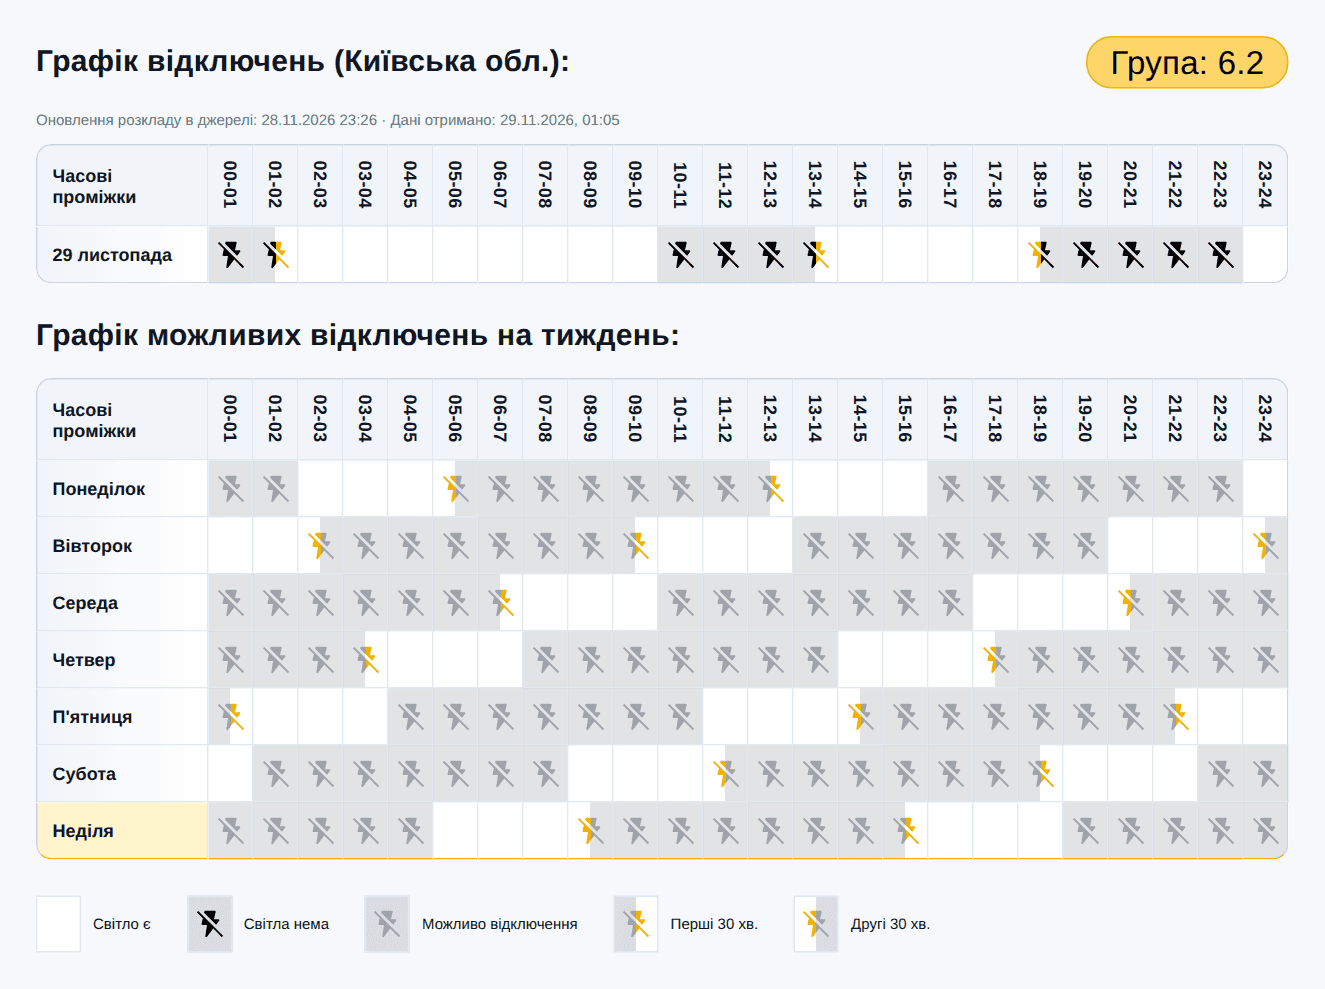 Графік відключень (Київська обл.):
Група: 6.2
Оновлення розкладу в джерелі: 28.11.2026 23:26 · Дані отримано: 29.11.2026, 01:05
Часові
проміжки
00-01 01-02 02-03 03-04 04-05 05-06 06-07 07-08 08-09 09-10 10-11 11-12 12-13 13-14 14-15 15-16 16-17 17-18 18-19 19-20 20-21 21-22 22-23 23-24
29 листопада
Графік можливих відключень на тиждень:
Часові
проміжки
00-01 01-02 02-03 03-04 04-05 05-06 06-07 07-08 08-09 09-10 10-11 11-12 12-13 13-14 14-15 15-16 16-17 17-18 18-19 19-20 20-21 21-22 22-23 23-24
Понеділок
Вівторок
Середа
Четвер
П'ятниця
Субота
Неділя
Світло є
Світла нема
Можливо відключення
Перші 30 хв.
Другі 30 хв.